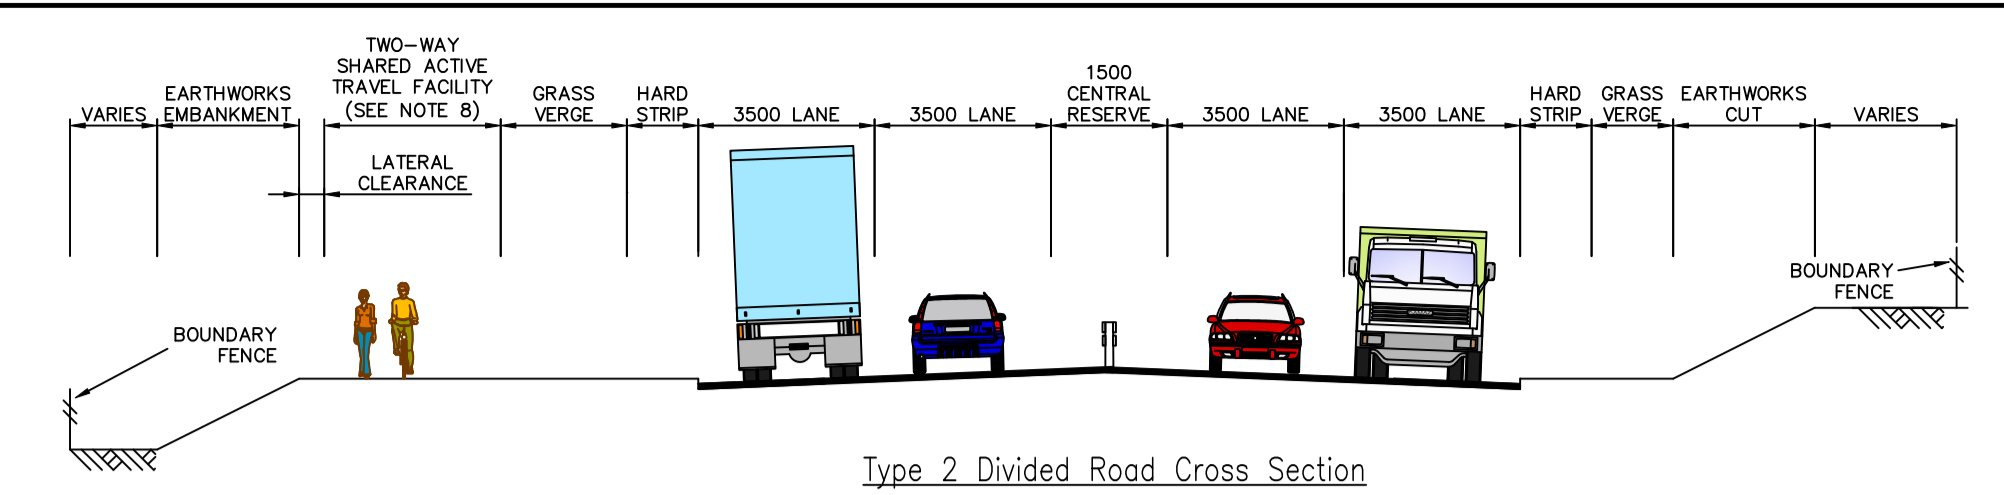 VARIES
EARTHWORKS
EMBANKMENT
TWO-WAY
SHARED ACTIVE
TRAVEL FACILITY
(SEE NOTE 8)
GRASS
VERGE
HARD
STRIP
3500 LANE
3500 LANE
1500
CENTRAL
RESERVE
3500 LANE
3500 LANE
HARD
STRIP
GRASS
VERGE
EARTHWORKS
CUT
VARIES
LATERAL
CLEARANCE
BOUNDARY
FENCE
BOUNDARY
FENCE
Type 2 Divided Road Cross Section